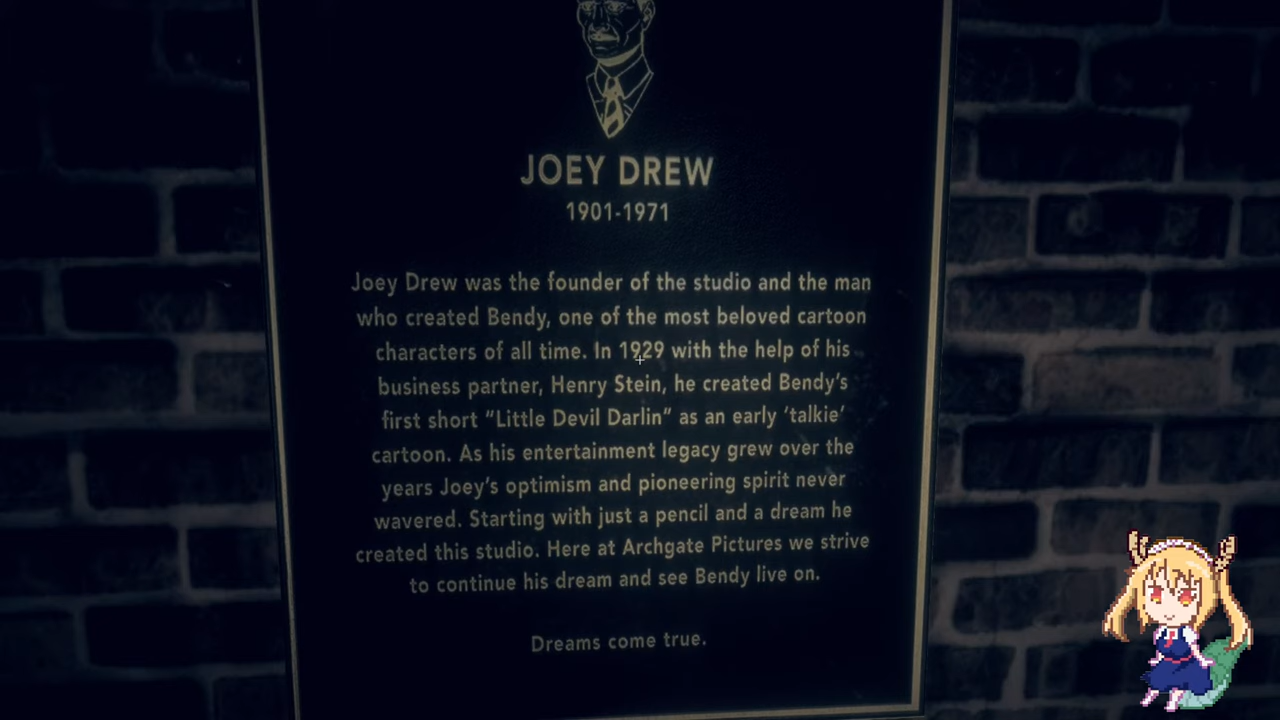 JOEY DREW
1901-1971
Joey Drew was the founder of the studio and the man
who created Bendy, one of the most beloved cartoon
characters of all time. In 1929 with the help of his
business partner, Henry Stein, he created Bendy's
first short “Little Devil Darlin” as an early ‘talkie’
cartoon. As his entertainment legacy grew over the
years Joey's optimism and pioneering spirit never
wavered. Starting with just a pencil and a dream he
created this studio. Here at Archgate Pictures we strive
to continue his dream and see Bendy live on.
Dreams come true.